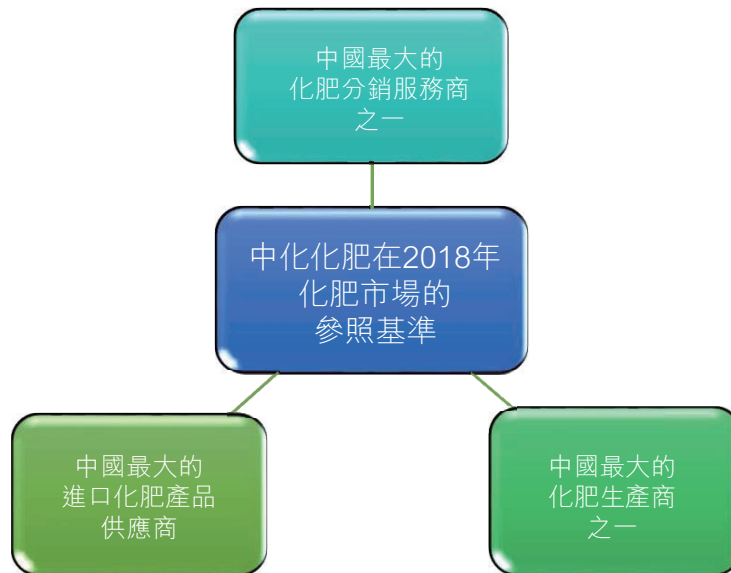 中國最大的
化肥分銷服務商
之一
中化化肥在2018年
化肥市場的
參照基準
中國最大的
進口化肥產品
供應商
中國最大的
化肥生產商
之一